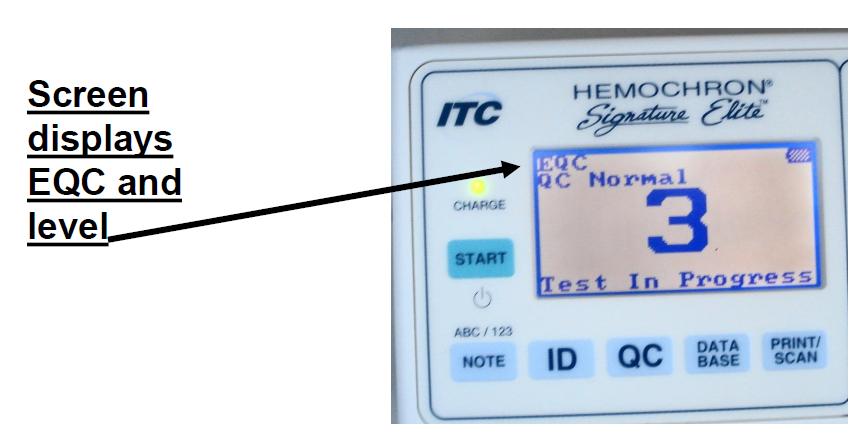 Screen
displays
EQC and
level
ITC
HEMOCHRON®
Signature Elite™
EQC
QC Normal
3
Test In Progress
CHARGE
START
ABC / 123
NOTE
ID
QC
DATA
BASE
PRINT/
SCAN